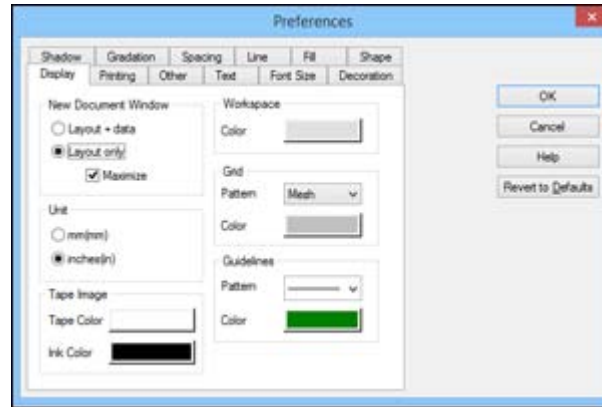 Preferences
Shadow Gradation Spacing Line Fill Shape
Display Printing Other Text Font Size Decoration
New Document Window
Layout + data
Layout only
Maximize
Unit
mm(mm)
inches(in)
Tape Image
Tape Color
Ink Color
Workspace
Color
Grid
Pattern Mesh
Color
Guidelines
Pattern
Color
OK
Cancel
Help
Revert to Defaults